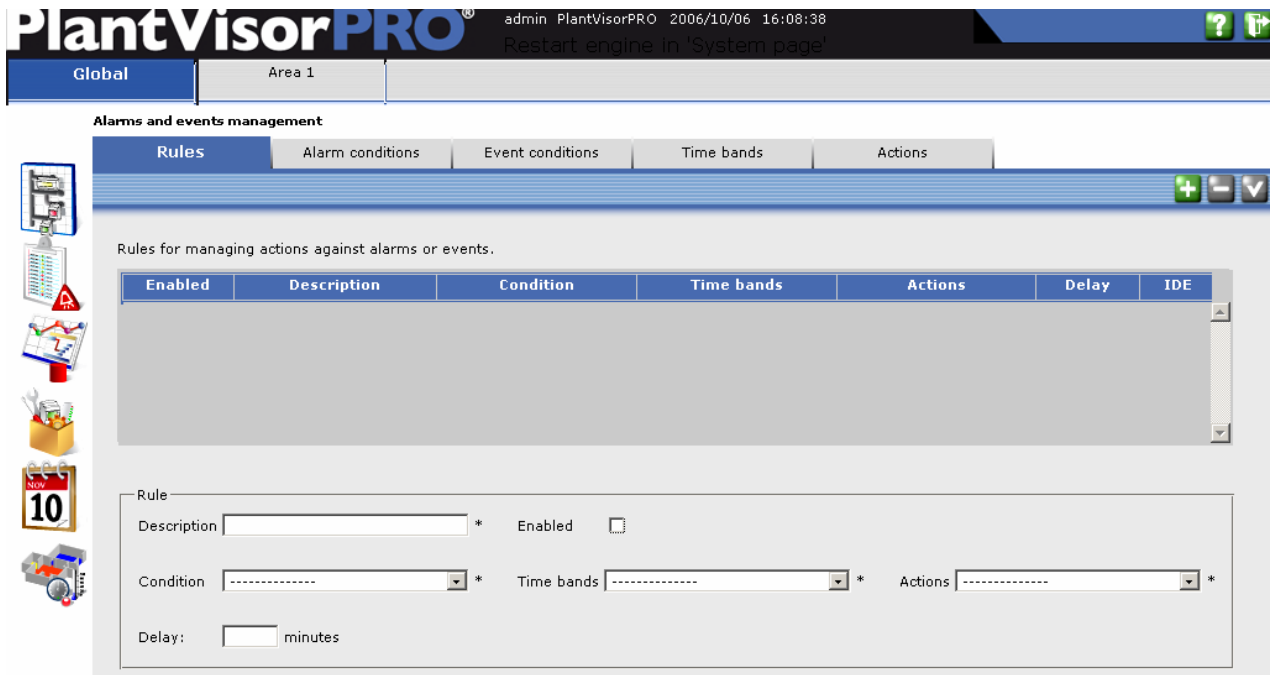 PlantVisorPRO® admin PlantVisorPRO 2006/10/06 16:08:38
Restart engine in 'System page'
?
Global Area 1
Alarms and events management
Rules Alarm conditions Event conditions Time bands Actions
Rules for managing actions against alarms or events.
Enabled Description Condition Time bands Actions Delay IDE
NOV
10
Rule
Description * Enabled
Condition -------------- * Time bands -------------- * Actions -------------- *
Delay: minutes